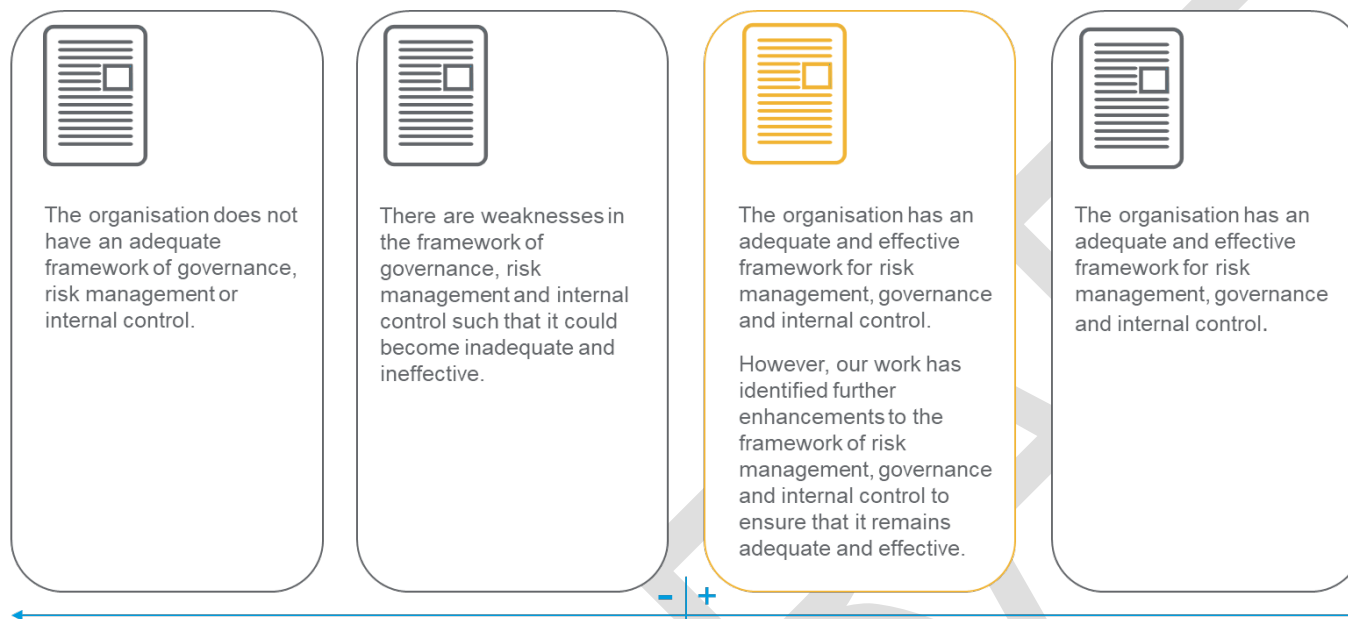 The organisation does not
have an adequate
framework of governance,
risk management or
internal control.
There are weaknesses in
the framework of
governance, risk
management and internal
control such that it could
become inadequate and
ineffective.
The organisation has an
adequate and effective
framework for risk
management, governance
and internal control.
However, our work has
identified further
enhancements to the
framework of risk
management, governance
and internal control to
ensure that it remains
adequate and effective.
The organisation has an
adequate and effective
framework for risk
management, governance
and internal control.
- +